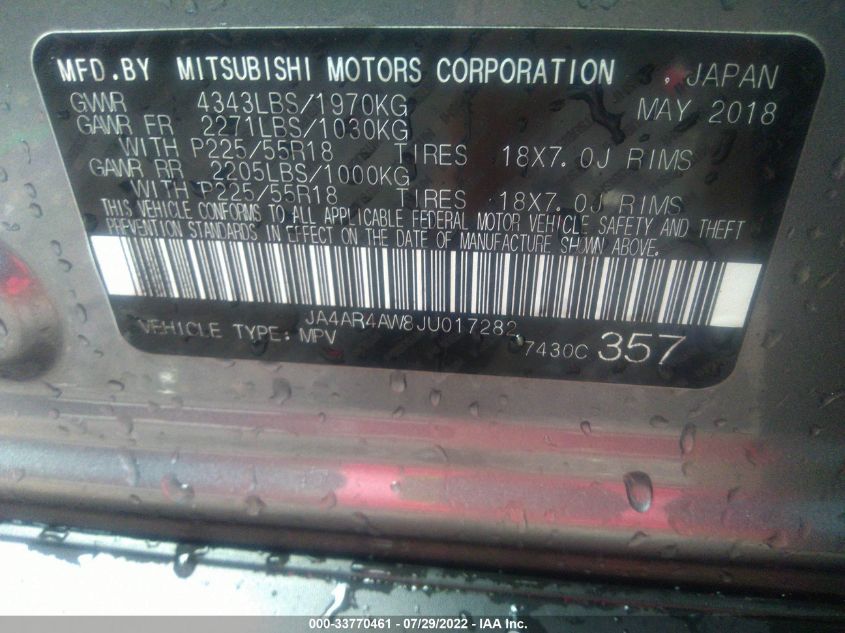 MFD.BY MITSUBISHI MOTORS CORPORATION , JAPAN
GVWR 4343LBS/1970KG MAY 2018
GAWR FR 2271LBS/1030KG
WITH P225/55R18 TIRES 18X7.0J RIMS
GAWR RR 2205LBS/1000KG
WITH P225/55R18 TIRES 18X7.0J RIMS
THIS VEHICLE CONFORMS TO ALL APPLICABLE FEDERAL MOTOR VEHICLE SAFETY AND THEFT
PREVENTION STANDARDS IN EFFECT ON THE DATE OF MANUFACTURE SHOWN ABOVE.
JA4AR4AW8JU017282
VEHICLE TYPE: MPV 7430C 357
000-33770461 - 07/29/2022 - IAA Inc.